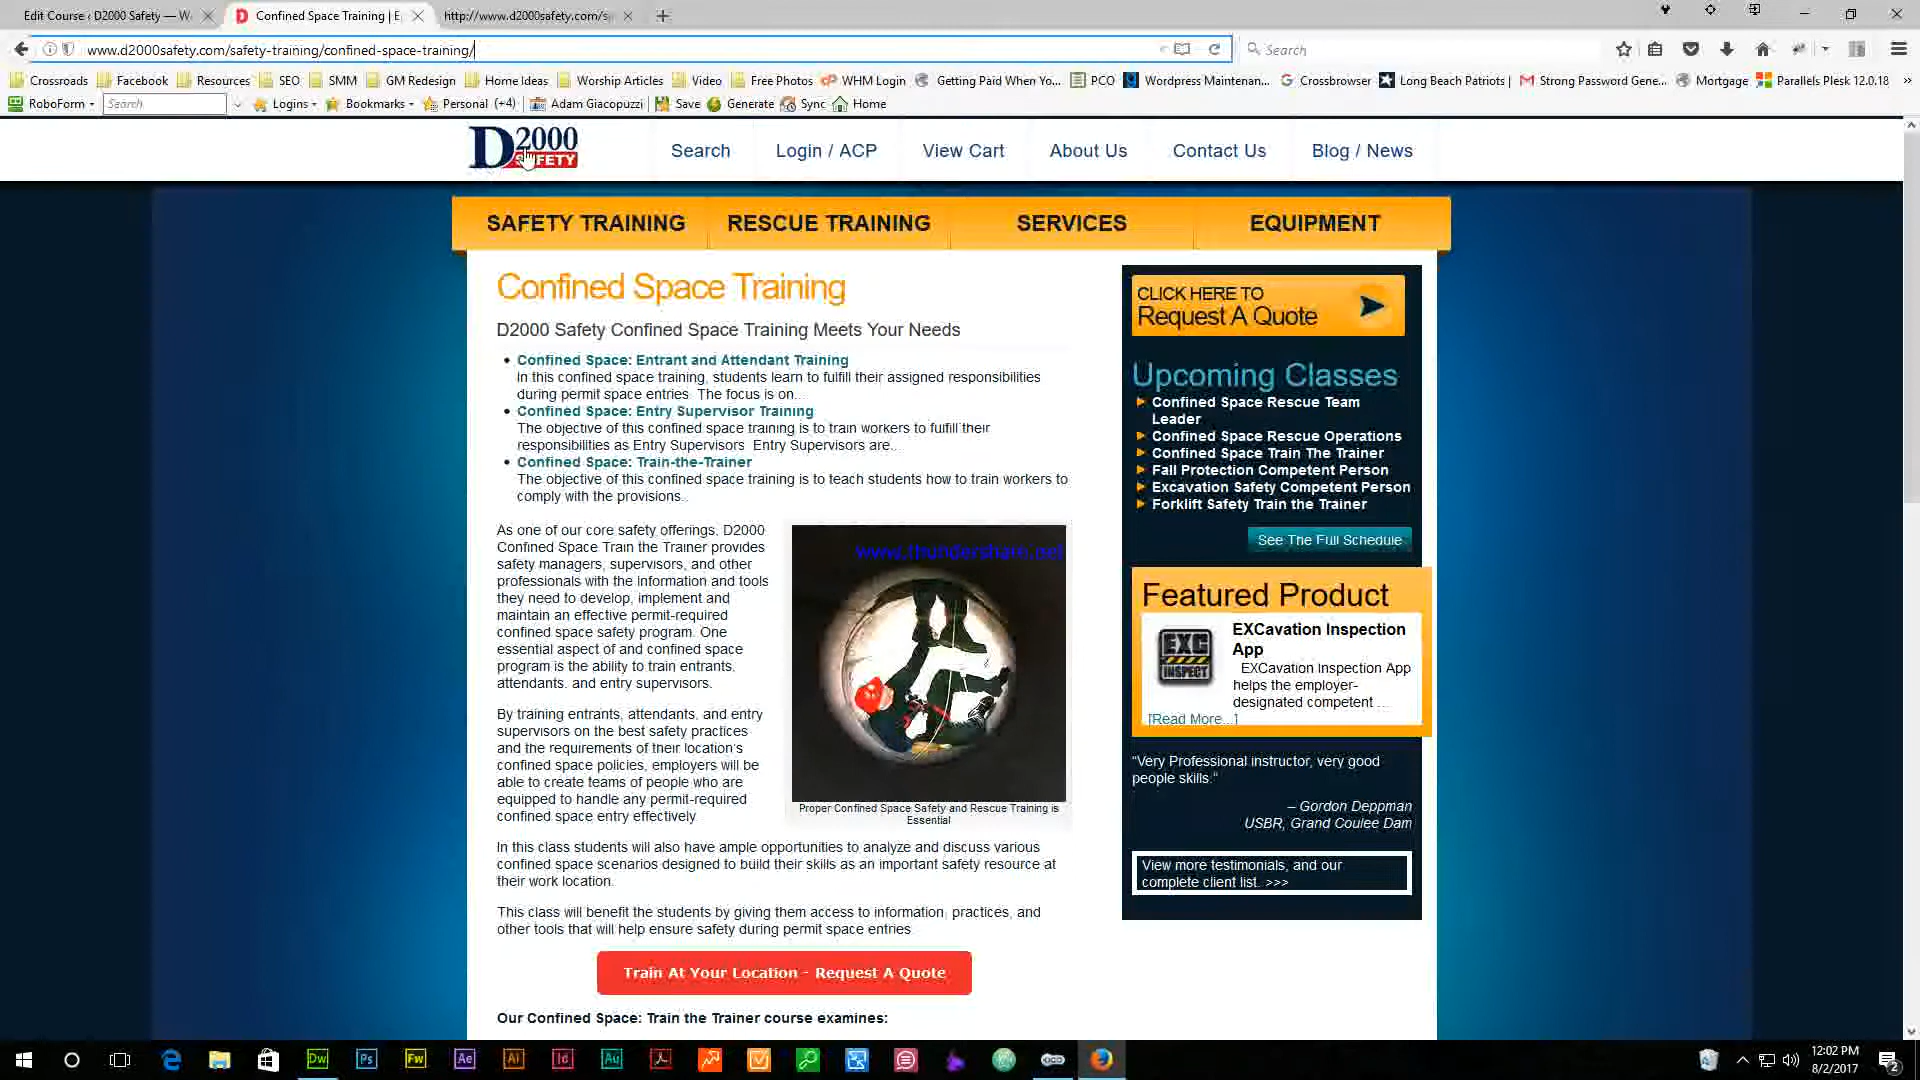 Edit Course ‹ D2000 Safety — W
Confined Space Training | E
http://www.d2000safety.com/s
www.d2000safety.com/safety-training/confined-space-training/
Search
Crossroads
Facebook
Resources
SEO
SMM
GM Redesign
Home Ideas
Worship Articles
Video
Free Photos
WHM Login
Getting Paid When Yo...
PCO
Wordpress Maintenan...
Crossbrowser
Long Beach Patriots |
Strong Password Gene...
Mortgage
Parallels Plesk 12.0.18
RoboForm
Search
Logins
Bookmarks
Personal (+4)
Adam Giacopuzzi
Save
Generate
Sync
Home
D2000
SAFETY
Search
Login / ACP
View Cart
About Us
Contact Us
Blog / News
SAFETY TRAINING
RESCUE TRAINING
SERVICES
EQUIPMENT
Confined Space Training
D2000 Safety Confined Space Training Meets Your Needs
Confined Space: Entrant and Attendant Training
In this confined space training, students learn to fulfill their assigned responsibilities
during permit space entries. The focus is on...
Confined Space: Entry Supervisor Training
The objective of this confined space training is to train workers to fulfill their
responsibilities as Entry Supervisors. Entry Supervisors are...
Confined Space: Train-the-Trainer
The objective of this confined space training is to teach students how to train workers to
comply with the provisions...
As one of our core safety offerings, D2000
Confined Space Train the Trainer provides
safety managers, supervisors, and other
professionals with the information and tools
they need to develop, implement and
maintain an effective permit-required
confined space safety program. One
essential aspect of and confined space
program is the ability to train entrants,
attendants, and entry supervisors.
By training entrants, attendants, and entry
supervisors on the best safety practices
and the requirements of their location's
confined space policies, employers will be
able to create teams of people who are
equipped to handle any permit-required
confined space entry effectively.
www.thundershare.net
Proper Confined Space Safety and Rescue Training is
Essential
In this class students will also have ample opportunities to analyze and discuss various
confined space scenarios designed to build their skills as an important safety resource at
their work location.
This class will benefit the students by giving them access to information, practices, and
other tools that will help ensure safety during permit space entries.
Train At Your Location - Request A Quote
Our Confined Space: Train the Trainer course examines:
CLICK HERE TO
Request A Quote
Upcoming Classes
Confined Space Rescue Team
Leader
Confined Space Rescue Operations
Confined Space Train The Trainer
Fall Protection Competent Person
Excavation Safety Competent Person
Forklift Safety Train the Trainer
See The Full Schedule
Featured Product
EXC
INSPECT
EXCavation Inspection
App
EXCavation Inspection App
helps the employer-
designated competent ...
[Read More...]
"Very Professional instructor, very good
people skills."
– Gordon Deppman
USBR, Grand Coulee Dam
View more testimonials, and our
complete client list. >>>
Dw
Ps
Fw
Ae
Ai
Id
Au
12:02 PM
8/2/2017
2